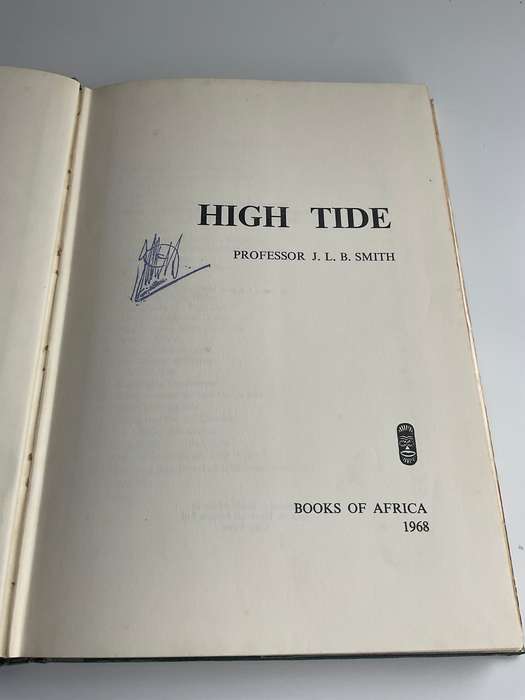 HIGH TIDE
PROFESSOR J. L. B. SMITH
BOOKS OF AFRICA
1968